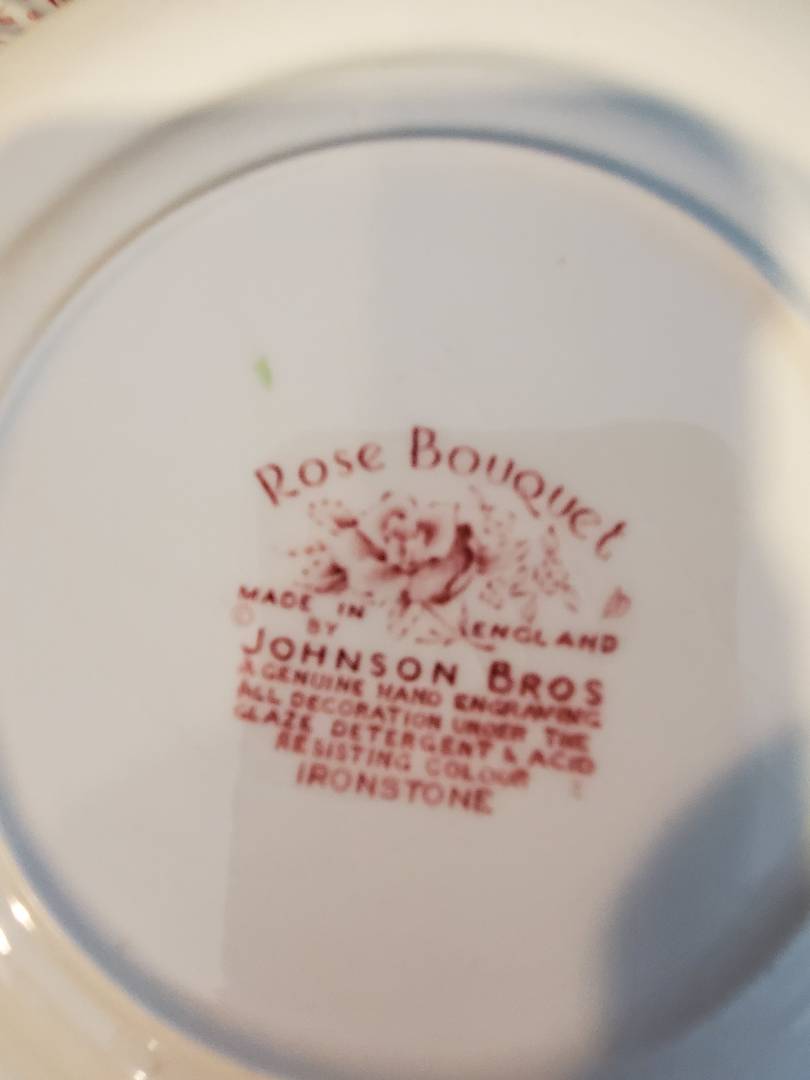 Rose Bouquet
MADE IN ENGLAND
©
BY
JOHNSON BROS
A GENUINE HAND ENGRAVING
ALL DECORATION UNDER THE
GLAZE DETERGENT & ACID
RESISTING COLOUR
IRONSTONE